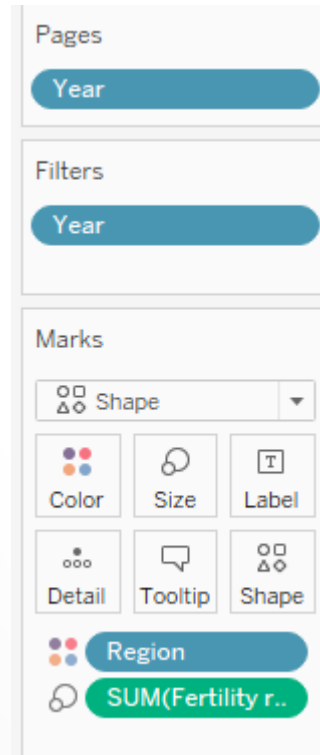 Pages
Year
Filters
Year
Marks
Shape
Color Size Label
Detail Tooltip Shape
Region
SUM(Fertility r..